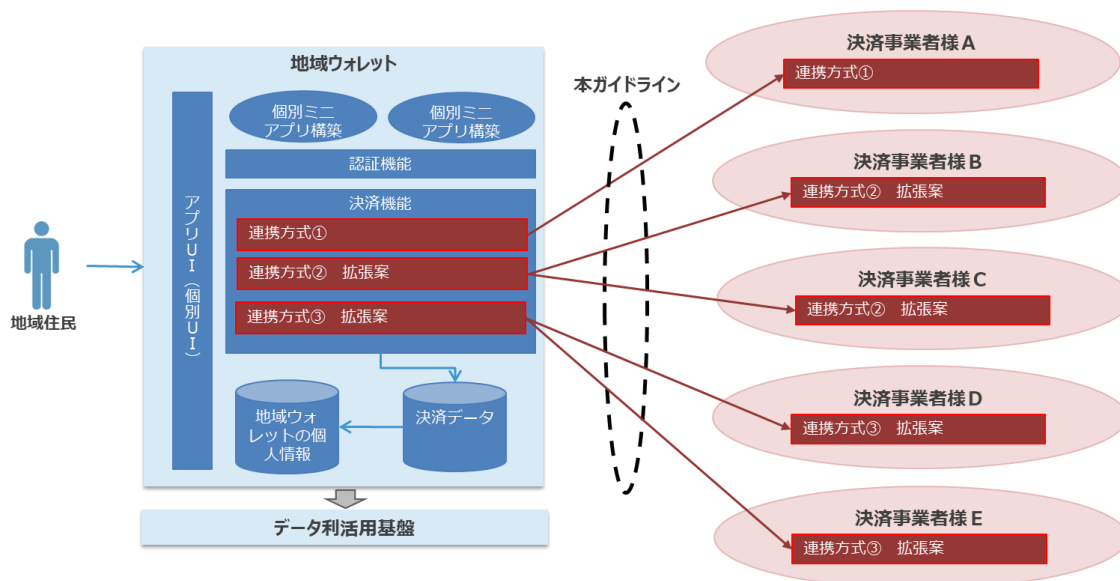 地域ウォレット
個別ミニ
アプリ構築
個別ミニ
アプリ構築
認証機能
決済機能
連携方式①
連携方式②　拡張案
連携方式③　拡張案
アプリUI（個別UI）
地域ウォ
レットの個
人情報
決済データ
データ利活用基盤
地域住民
本ガイドライン
決済事業者様A
連携方式①
決済事業者様B
連携方式②　拡張案
決済事業者様C
連携方式②　拡張案
決済事業者様D
連携方式③　拡張案
決済事業者様E
連携方式③　拡張案